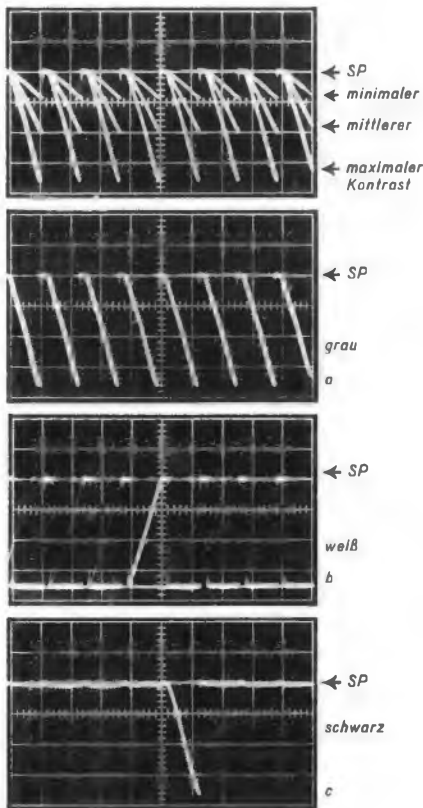 SP
minimaler
mittlerer
maximaler
Kontrast
SP
grau
a
SP
weiß
b
SP
schwarz
c